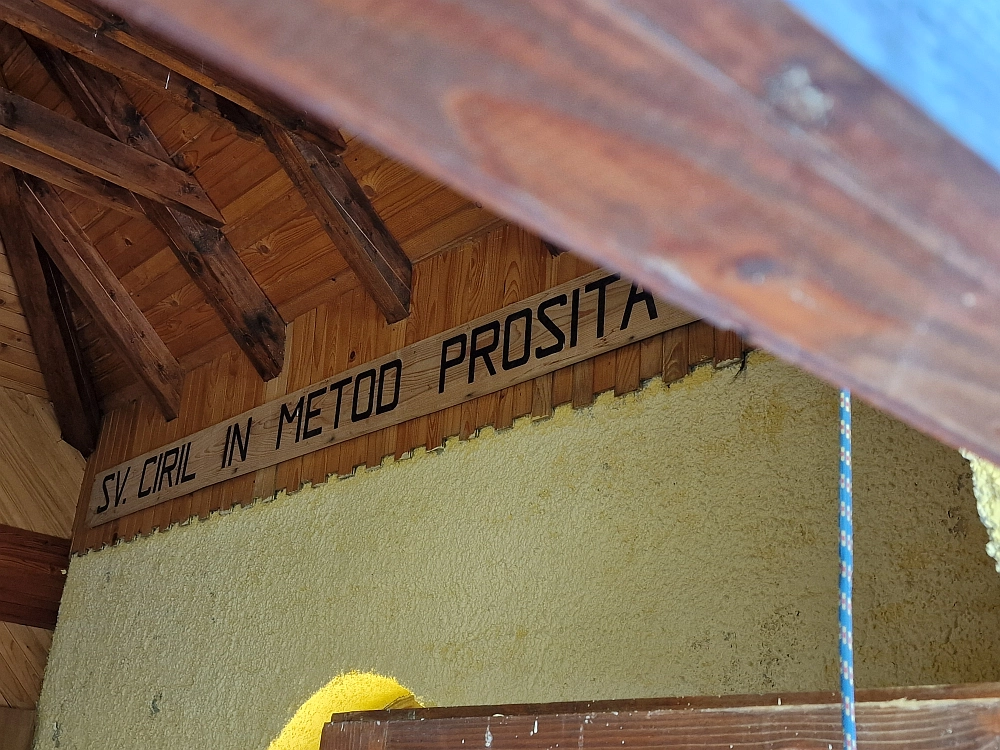 SV. CIRIL IN METOD PROSITA